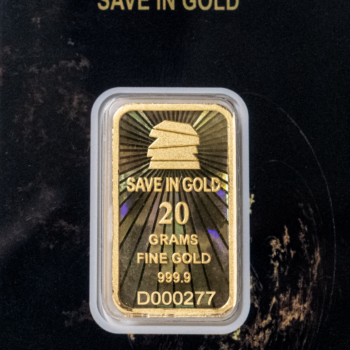 SAVE IN GOLD
SAVE IN GOLD
20
GRAMS
FINE GOLD
999.9
D000277